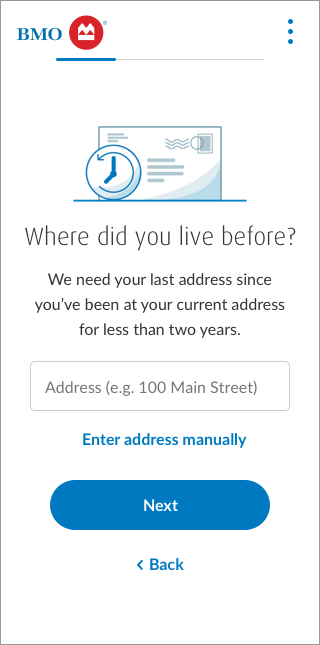 BMO
Where did you live before?
We need your last address since
you've been at your current address
for less than two years.
Address (e.g. 100 Main Street)
Enter address manually
Next
Back